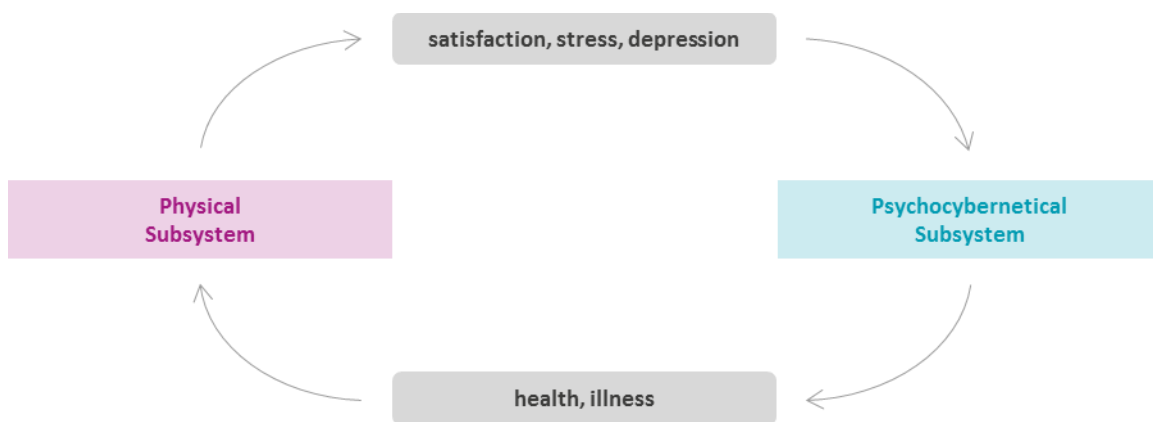 satisfaction, stress, depression
Physical
Subsystem
Psychocybernetical
Subsystem
health, illness